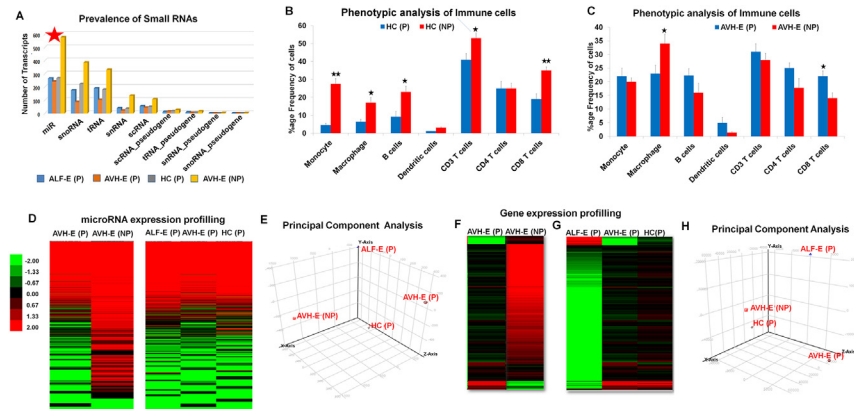 A
Prevalence of Small RNAs
Number of Transcripts
600
500
400
300
200
100
0
miR
snoRNA
tRNA
snRNA
scRNA
scRNA_pseudogene
tRNA_pseudogene
snRNA_pseudogene
snoRNA_pseudogene
ALF-E (P) AVH-E (P) HC (P) AVH-E (NP)
B
Phenotypic analysis of Immune cells
HC (P) HC (NP)
%age Frequency of cells
60
50
40
30
20
10
0
** * * * **
Monocyte
Macrophage
B cells
Dendritic cells
CD3 T cells
CD4 T cells
CD8 T cells
C
Phenotypic analysis of Immune cells
AVH-E (P) AVH-E (NP)
%age Frequency of cells
40
35
30
25
20
15
10
5
0
* *
Monocyte
Macrophage
B cells
Dendritic cells
CD3 T cells
CD4 T cells
CD8 T cells
D
microRNA expression profilling
AVH-E (P) AVH-E (NP) ALF-E (P) AVH-E (P) HC (P)
-2.00
-1.33
-0.67
0.00
0.67
1.33
2.00
E
Principal Component Analysis
Y-Axis
ALF-E (P)
AVH-E (P)
AVH-E (NP)
HC (P)
X-Axis
Z-Axis
Gene expression profilling
F
AVH-E (P) AVH-E (NP)
G
ALF-E (P) AVH-E (P) HC(P)
H
Principal Component Analysis
Y-Axis
ALF-E (P)
AVH-E (NP)
HC (P)
X-Axis
Z-Axis
AVH-E (P)